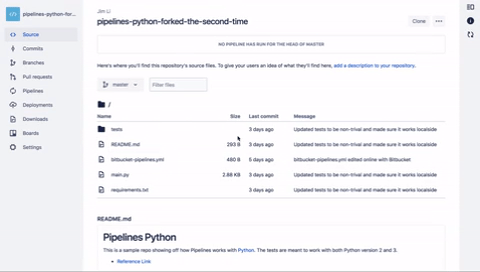 pipelines-python-for...
Source
Commits
Branches
Pull requests
Pipelines
Deployments
Downloads
Boards
Settings
Jim Li
pipelines-python-forked-the-second-time
Clone
NO PIPELINE HAS RUN FOR THE HEAD OF MASTER
Here's where you'll find this repository's source files. To give your users an idea of what they'll find here, add a description to your repository.
master
Filter files
/
Name Size Last commit Message
tests 3 days ago Updated tests to be non-trival and made sure it works localside
README.md 293 B 3 days ago Updated tests to be non-trival and made sure it works localside
bitbucket-pipelines.yml 480 B 5 days ago bitbucket-pipelines.yml edited online with Bitbucket
main.py 2.68 KB 3 days ago Updated tests to be non-trival and made sure it works localside
requirements.txt 3 days ago Updated tests to be non-trival and made sure it works localside
README.md
Pipelines Python
This is a sample repo showing off how Pipelines works with Python. The tests are meant to work with both Python version 2 and 3.
• Reference Link